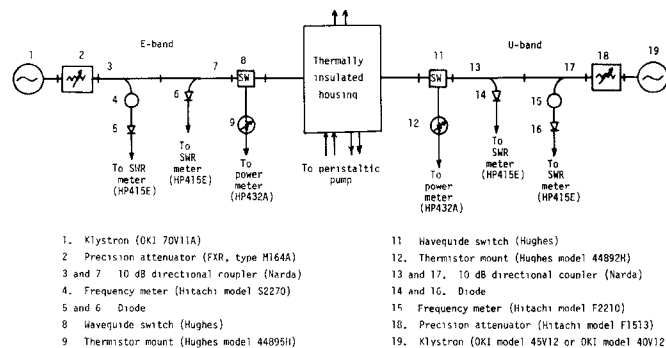 1
2
E-band
3
4
5
To SWR
meter
(HP415E)
6
To
SWR
meter
(HP415E)
7
8
SW
9
To
power
meter
(HP432A)
Thermally
insulated
housing
To peristaltic
pump
11
SW
12
To
power
meter
(HP432A)
U-band
13
14
To
SWR
meter
(HP415E)
17
15
16
To
SWR
meter
(HP415E)
18
19
1. Klystron (OKI 70V11A)
2 Precision attenuator (FXR, type M164A)
3 and 7 10 dB directional coupler (Narda)
4. Frequency meter (Hitachi model S2270)
5 and 6 Diode
8 Waveguide switch (Hughes)
9 Thermistor mount (Hughes model 44895H)
11 Waveguide switch (Hughes)
12. Thermistor mount (Hughes model 44892H)
13 and 17. 10 dB directional coupler (Narda)
14 and 16. Diode
15 Frequency meter (Hitachi model F2210)
18. Precision attenuator (Hitachi model F1513)
19. Klystron (OKI model 45V12 or OKI model 40V12